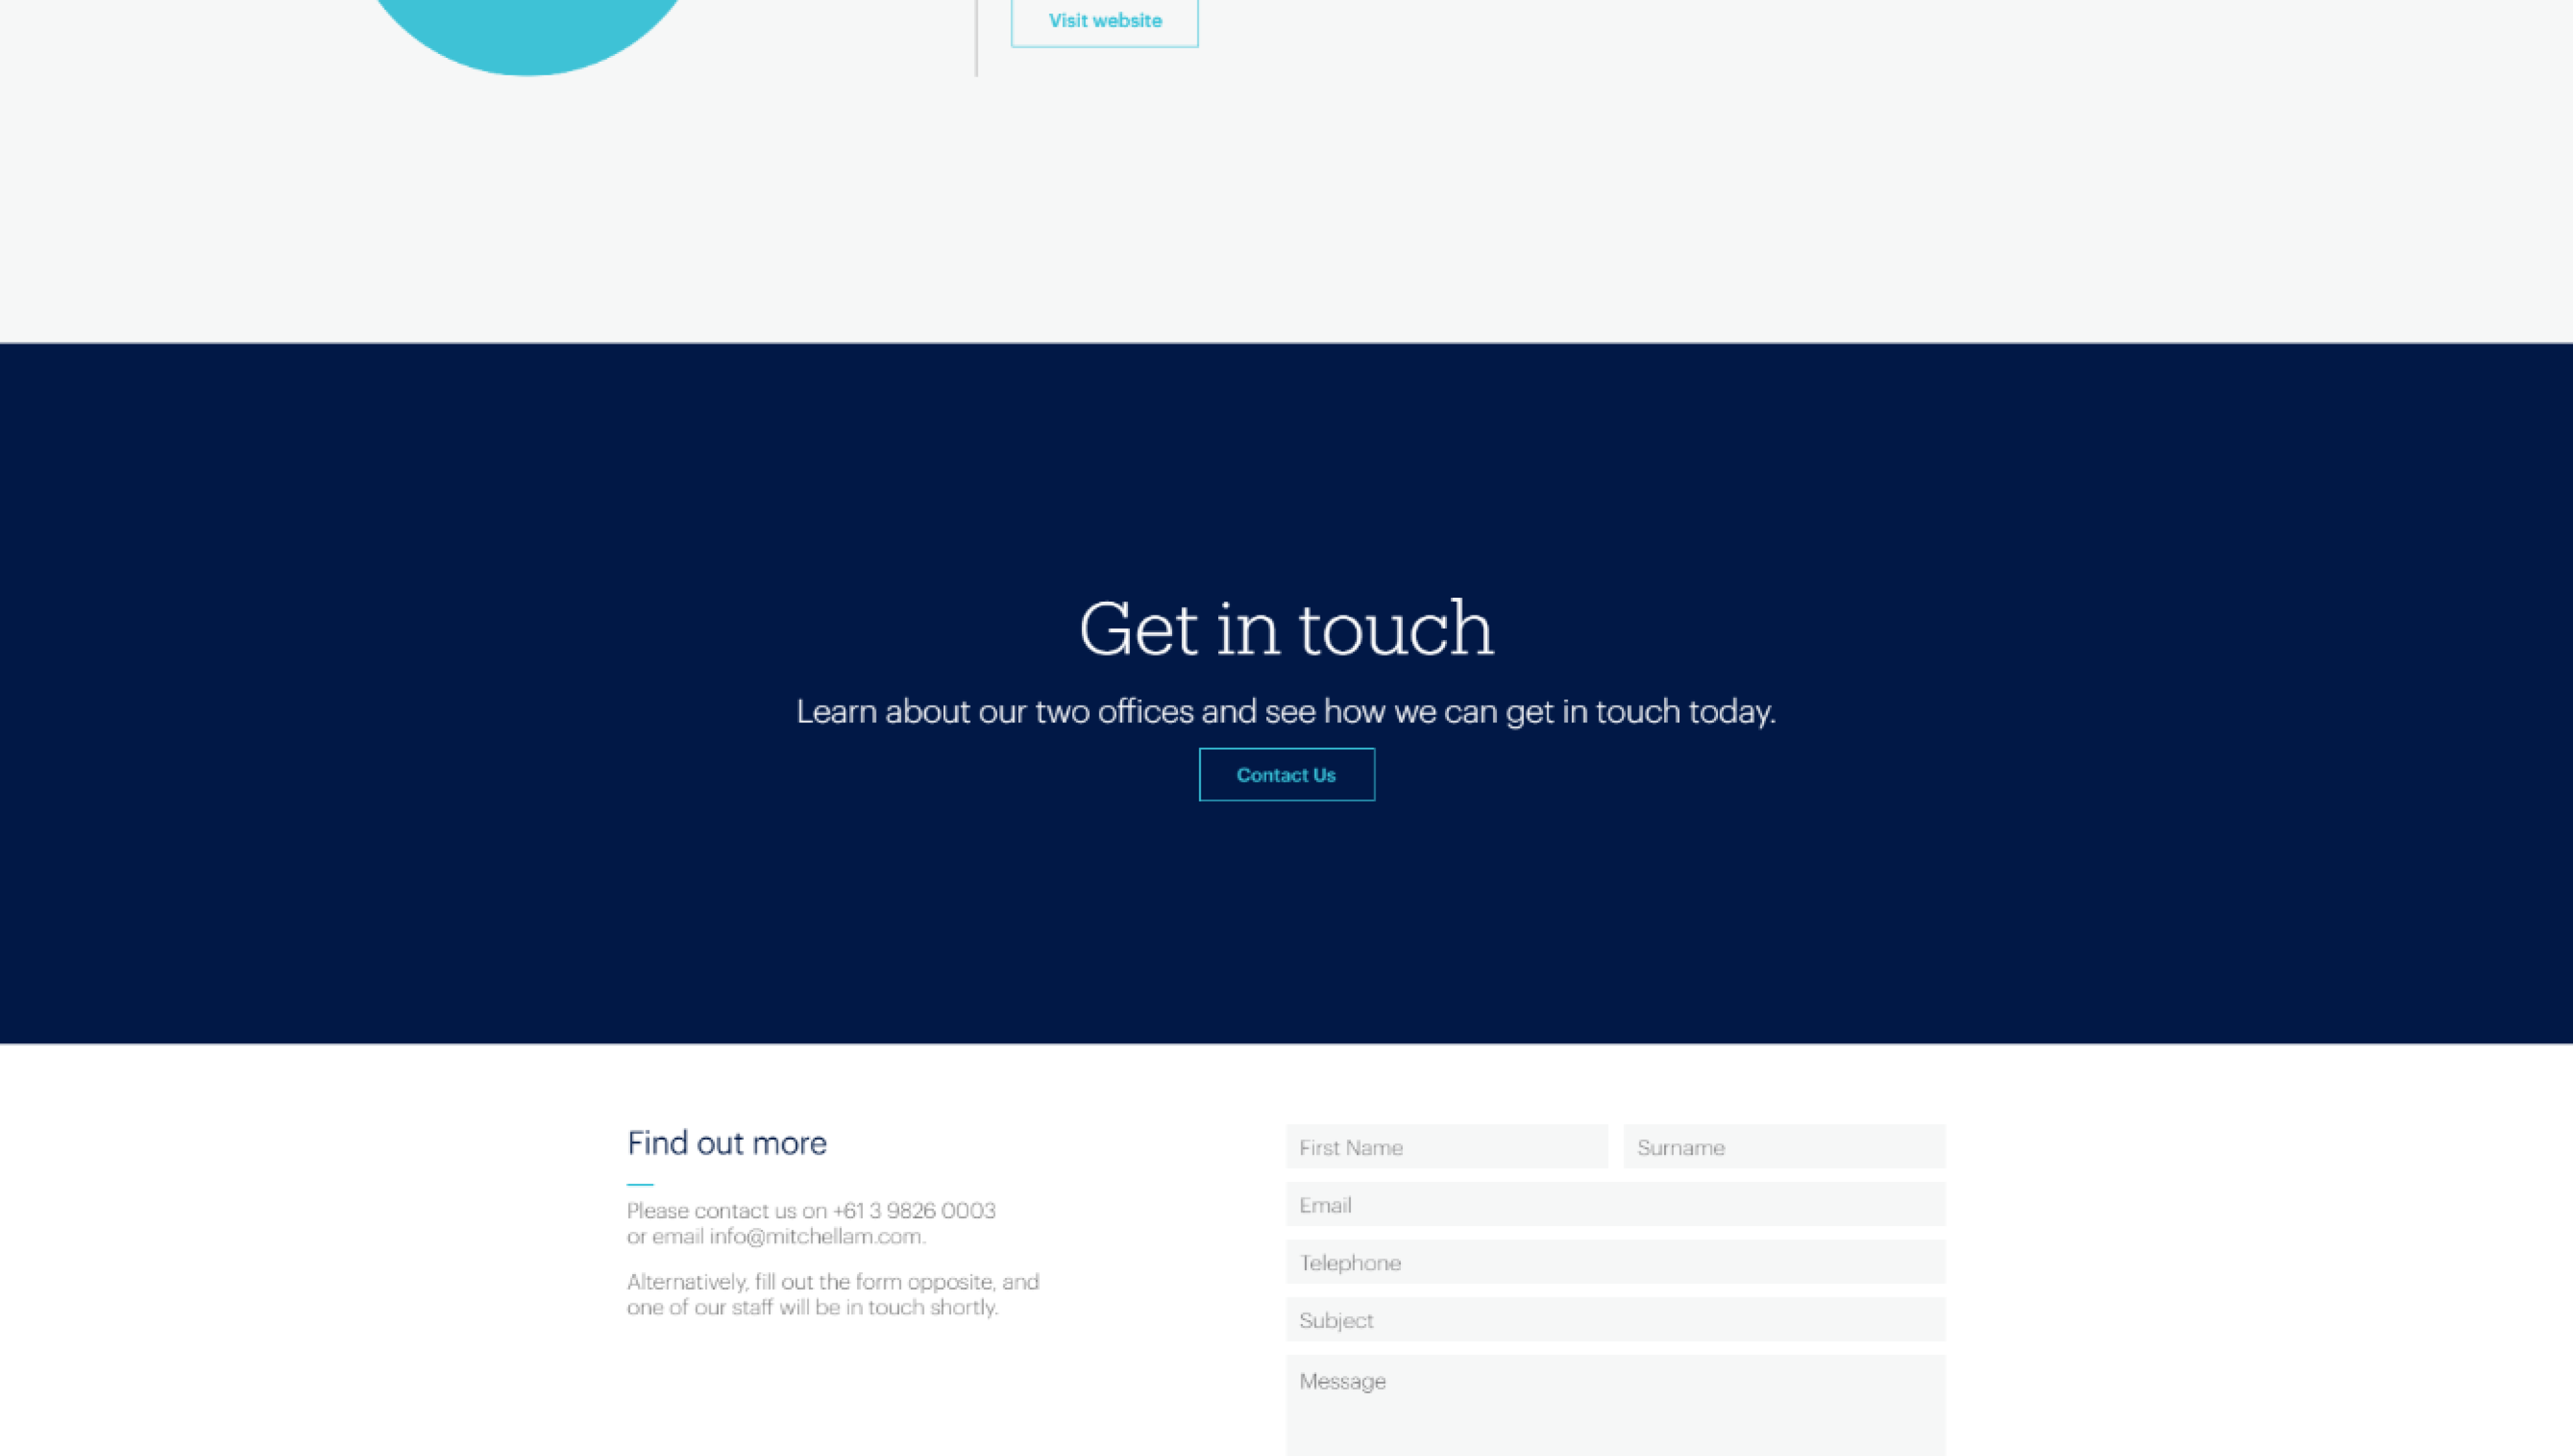 Visit website
Get in touch
Learn about our two offices and see how we can get in touch today.
Contact Us
Find out more
Please contact us on +61 3 9826 0003
or email info@mitchellam.com.
Alternatively, fill out the form opposite, and
one of our staff will be in touch shortly.
First Name
Surname
Email
Telephone
Subject
Message